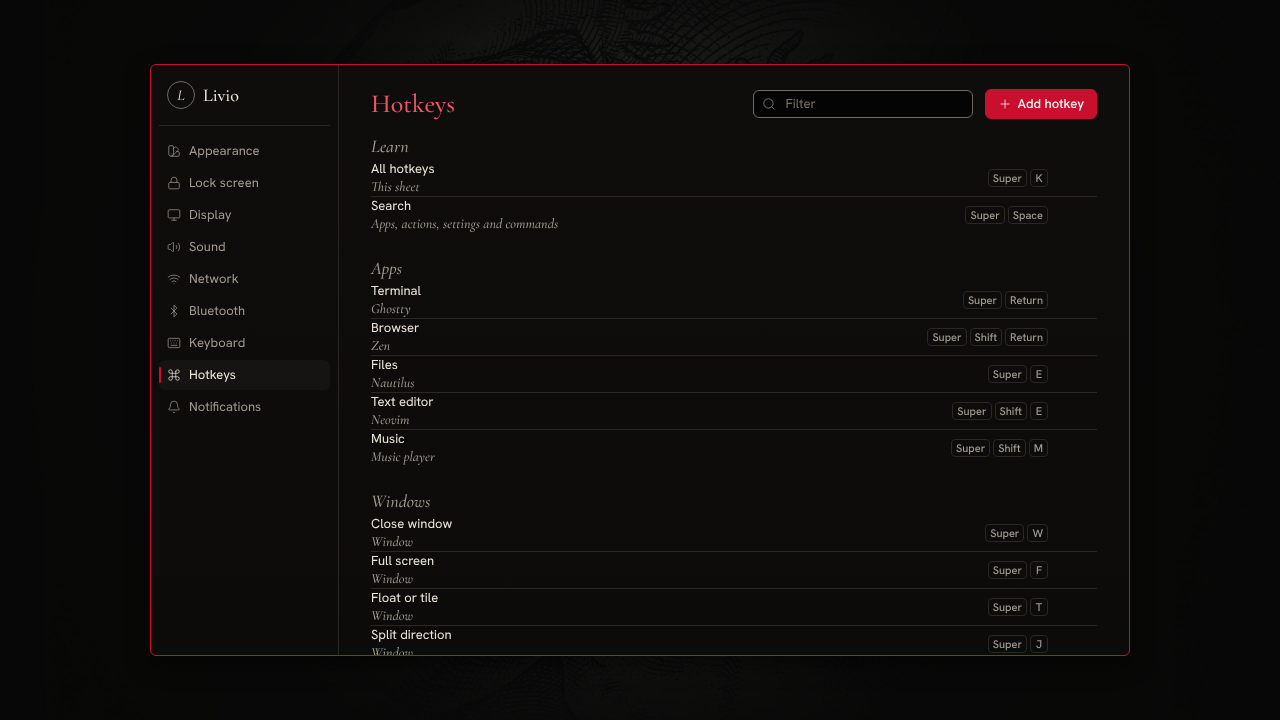 L Livio
Appearance
Lock screen
Display
Sound
Network
Bluetooth
Keyboard
Hotkeys
Notifications
Hotkeys
Filter
Add hotkey
Learn
All hotkeys
This sheet
Super K
Search
Apps, actions, settings and commands
Super Space
Apps
Terminal
Ghostty
Super Return
Browser
Zen
Super Shift Return
Files
Nautilus
Super E
Text editor
Neovim
Super Shift E
Music
Music player
Super Shift M
Windows
Close window
Window
Super W
Full screen
Window
Super F
Float or tile
Window
Super T
Split direction
Window
Super J